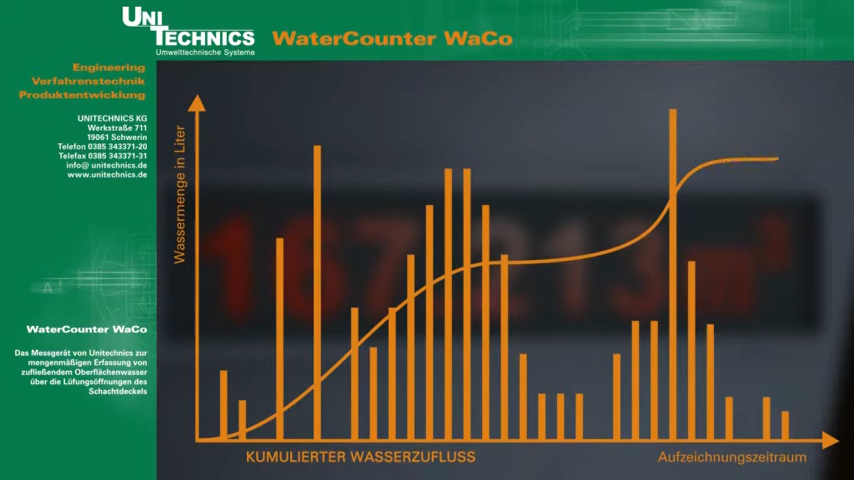 UNITECHNICS
Umwelttechnische Systeme
WaterCounter WaCo
Engineering
Verfahrenstechnik
Produktentwicklung
UNITECHNICS KG
Werkstraße 711
19061 Schwerin
Telefon 0385 343371-20
Telefax 0385 343371-31
info@ unitechnics.de
www.unitechnics.de
WaterCounter WaCo
Das Messgerät von Unitechnics zur
mengenmäßigen Erfassung von
zufließendem Oberflächenwasser
über die Lüfungsöffnungen des
Schachtdeckels
Wassermenge in Liter
KUMULIERTER WASSERZUFLUSS
Aufzeichnungszeitraum